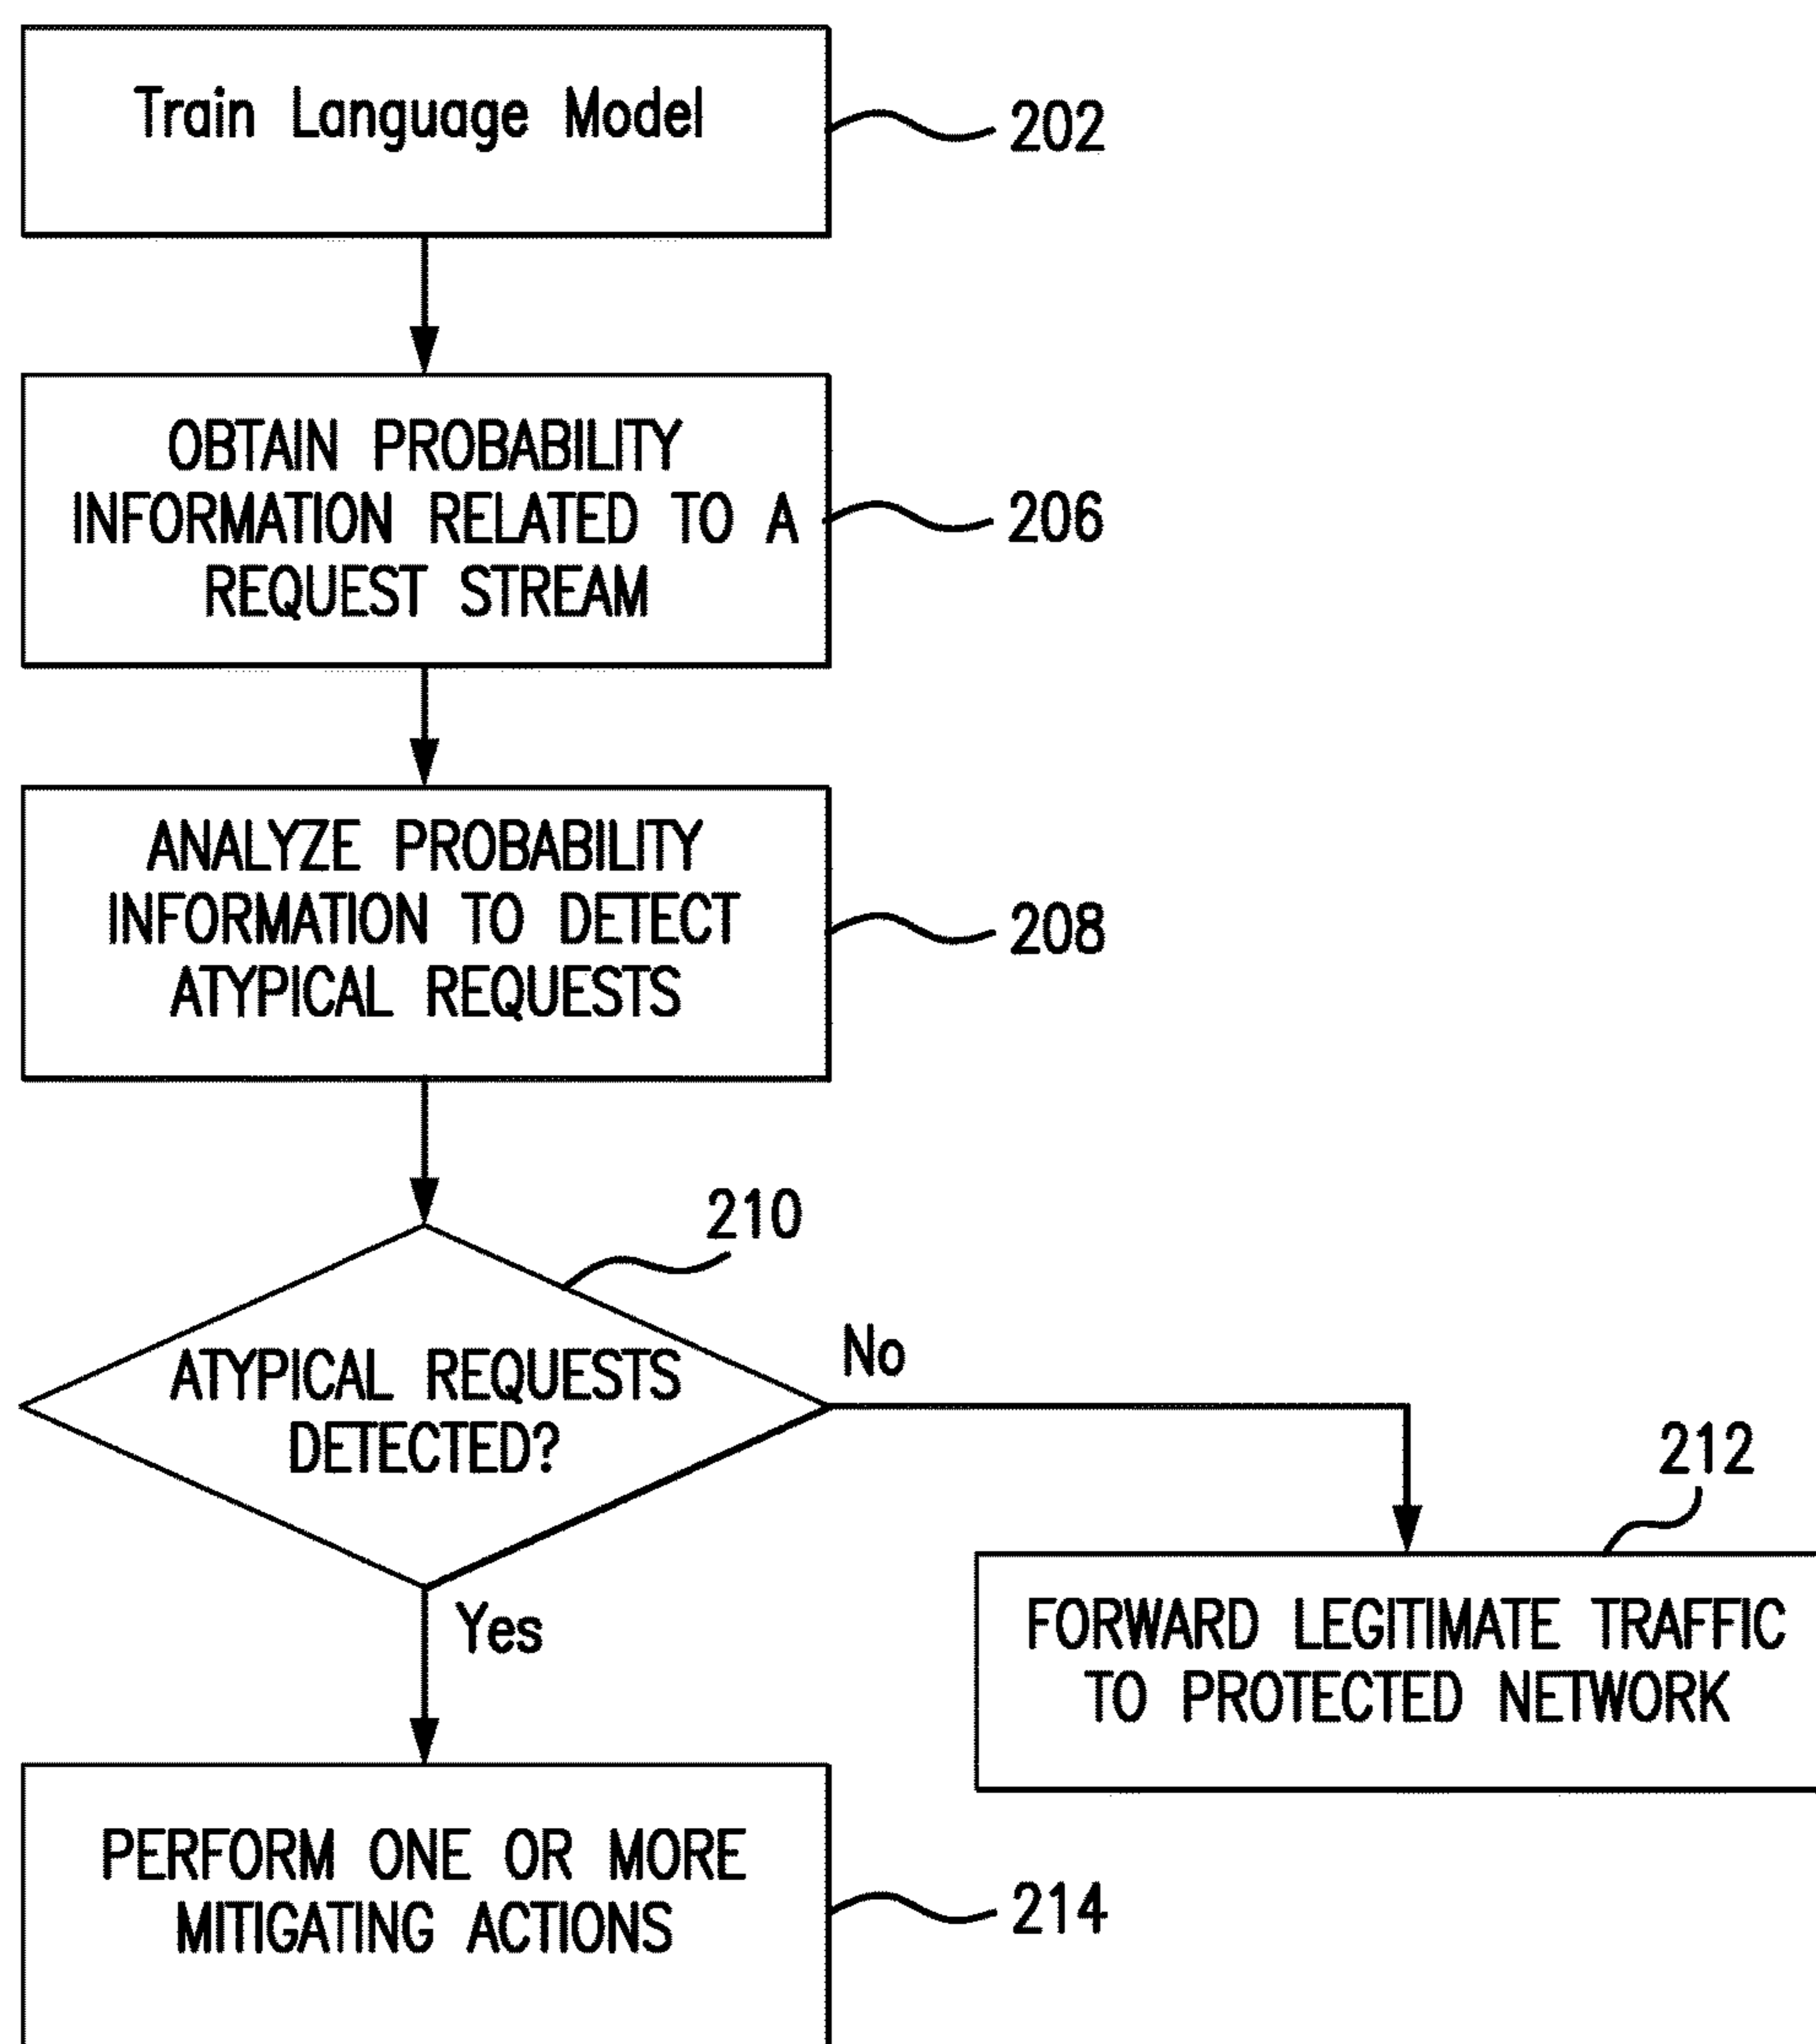 Train Language Model
202
OBTAIN PROBABILITY
INFORMATION RELATED TO A
REQUEST STREAM
206
ANALYZE PROBABILITY
INFORMATION TO DETECT
ATYPICAL REQUESTS
208
210
ATYPICAL REQUESTS
DETECTED?
No
Yes
212
FORWARD LEGITIMATE TRAFFIC
TO PROTECTED NETWORK
PERFORM ONE OR MORE
MITIGATING ACTIONS
214